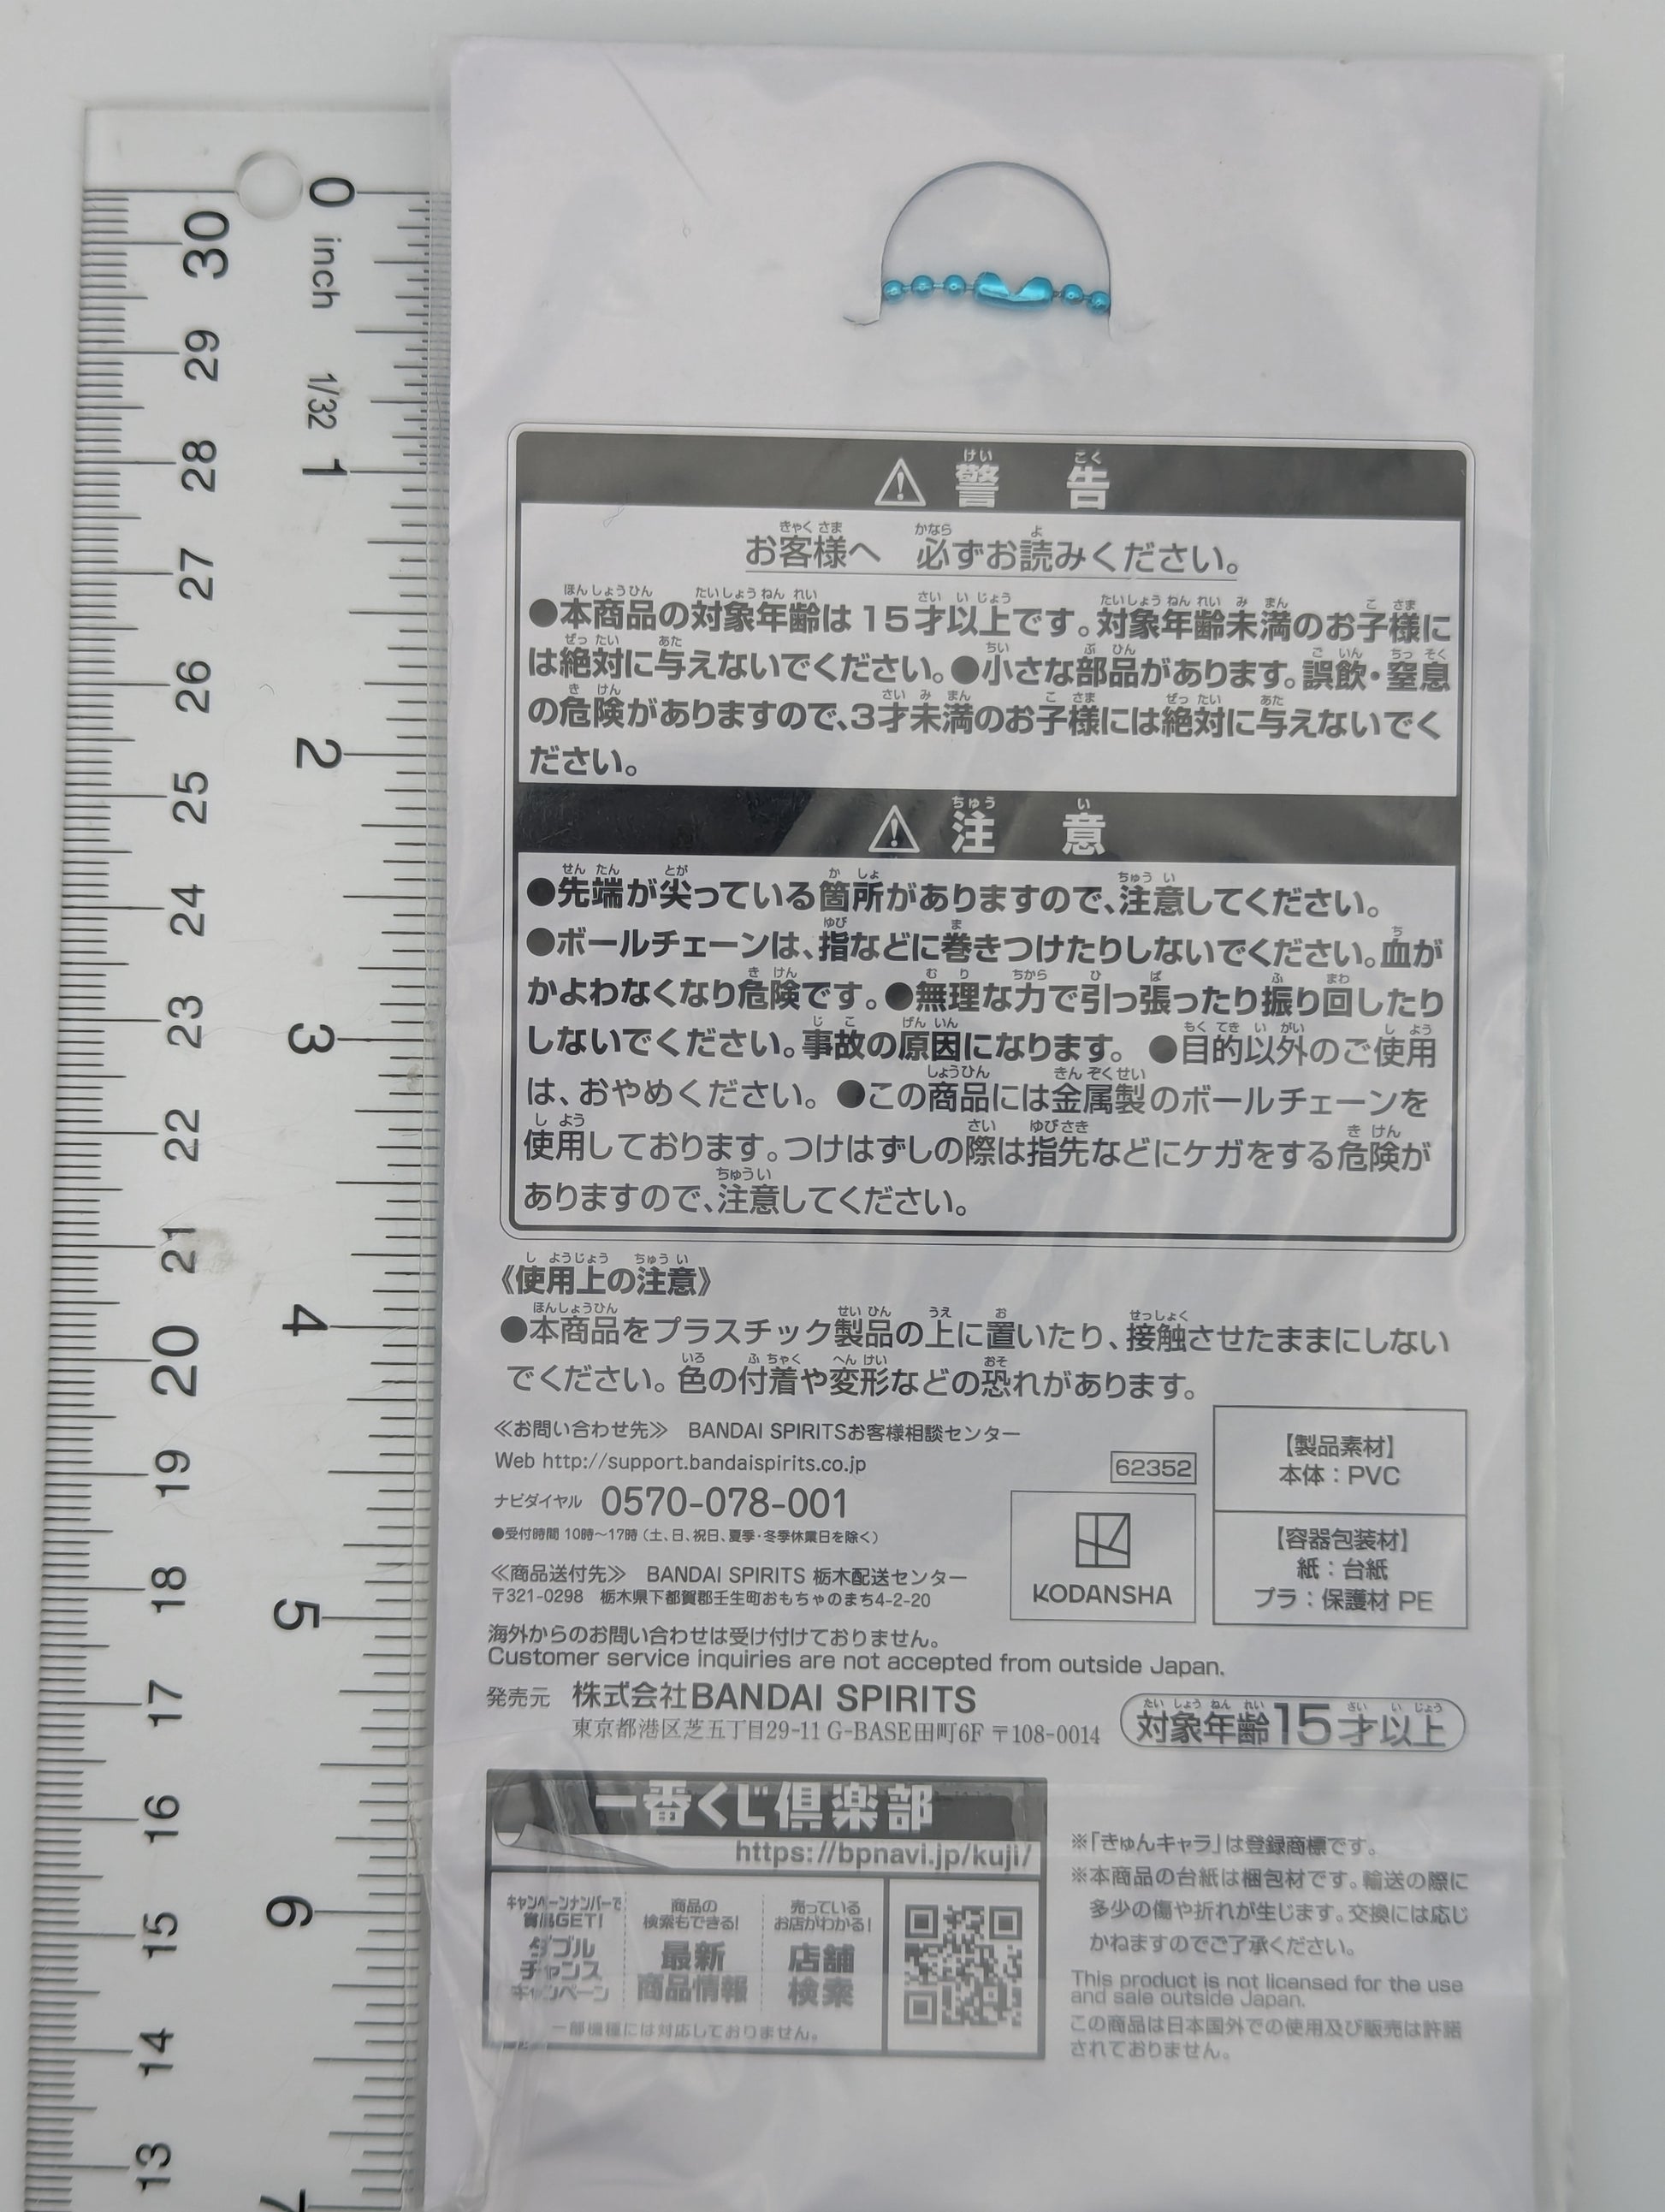 0 inch 1/32 1 2 3 4 5 6 7
30 29 28 27 26 25 24 23 22 21 20 19 18 17 16 15 14 13
警告
お客様へ 必ずお読みください。
●本商品の対象年齢は15才以上です。対象年齢未満のお子様に
は絶対に与えないでください。●小さな部品があります。誤飲・窒息
の危険がありますので、3才未満のお子様には絶対に与えないでく
ださい。
注意
●先端が尖っている箇所がありますので、注意してください。
●ボールチェーンは、指などに巻きつけたりしないでください。血が
かよわなくなり危険です。●無理な力で引っ張ったり振り回したり
しないでください。事故の原因になります。●目的以外のご使用
は、おやめください。●この商品には金属製のボールチェーンを
使用しております。つけはずしの際は指先などにケガをする危険が
ありますので、注意してください。
《使用上の注意》
●本商品をプラスチック製品の上に置いたり、接触させたままにしない
でください。色の付着や変形などの恐れがあります。
≪お問い合わせ先≫ BANDAI SPIRITSお客様相談センター
Web http://support.bandaispirits.co.jp
ナビダイヤル 0570-078-001
●受付時間 10時～17時（土、日、祝日、夏季・冬季休業日を除く）
≪商品送付先≫ BANDAI SPIRITS 栃木配送センター
〒321-0298 栃木県下都賀郡壬生町おもちゃのまち4-2-20
62352
KODANSHA
【製品素材】
本体：PVC
【容器包装材】
紙：台紙
プラ：保護材 PE
海外からのお問い合わせは受け付けておりません。
Customer service inquiries are not accepted from outside Japan.
発売元 株式会社BANDAI SPIRITS
東京都港区芝五丁目29-11 G-BASE田町6F 〒108-0014
対象年齢15才以上
一番くじ倶楽部
https://bpnavi.jp/kuji/
キャンペーンナンバーで
賞品GET!
ダブル
チャンス
キャンペーン
商品の
検索もできる!
最新
商品情報
売っている
お店がわかる!
店舗
検索
一部機種には対応しておりません。
※「きゅんキャラ」は登録商標です。
※本商品の台紙は梱包材です。輸送の際に
多少の傷や折れが生じます。交換には応じ
かねますのでご了承ください。
This product is not licensed for the use
and sale outside Japan.
この商品は日本国外での使用及び販売は許諾
されておりません。